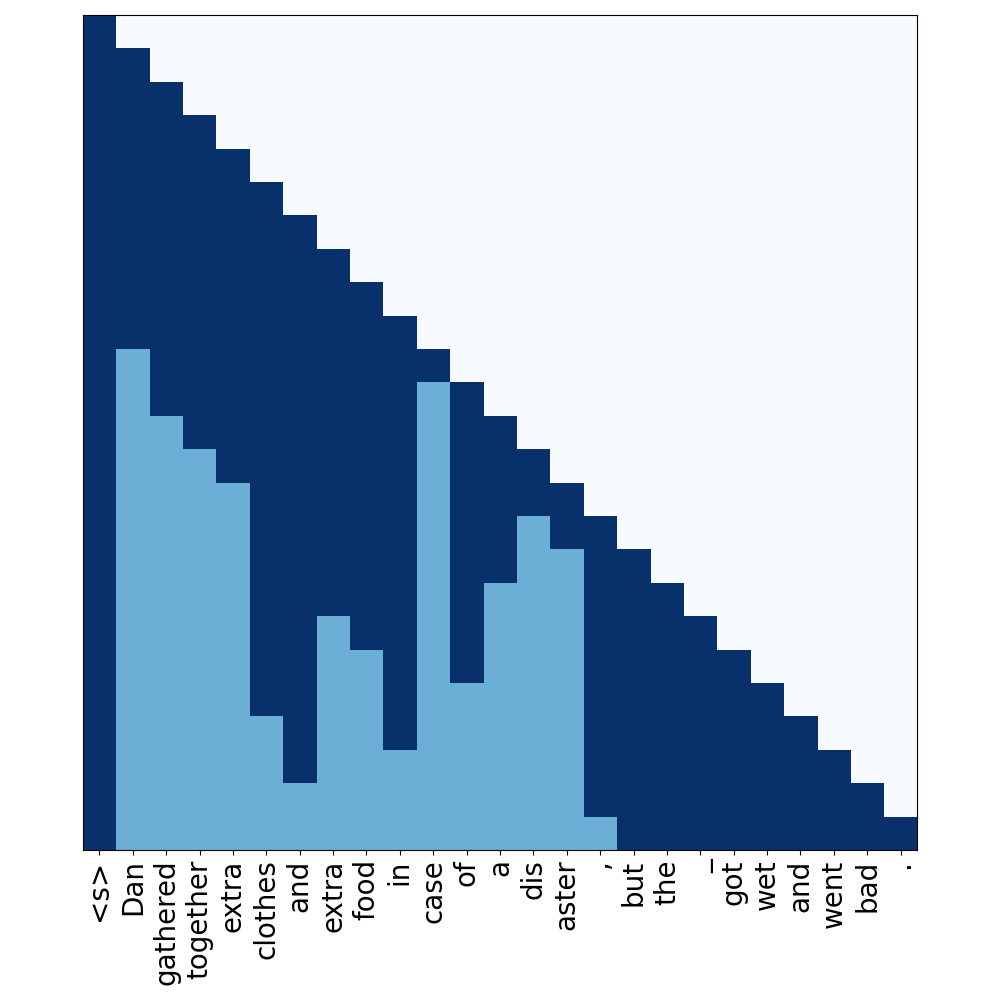 <s>
Dan
gathered
together
extra
clothes
and
extra
food
in
case
of
a
dis
aster
,
but
the
_
got
wet
and
went
bad
.